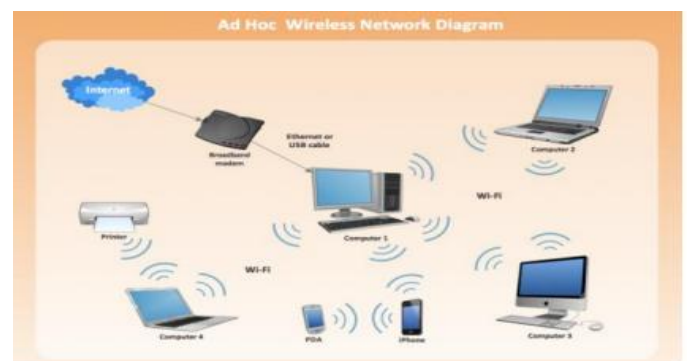 Ad Hoc Wireless Network Diagram
Internet
Ethernet or
USB cable
Broadband
modem
Computer 2
Wi-Fi
Printer
Computer 1
Wi-Fi
Computer 4
PDA
iPhone
Computer 3